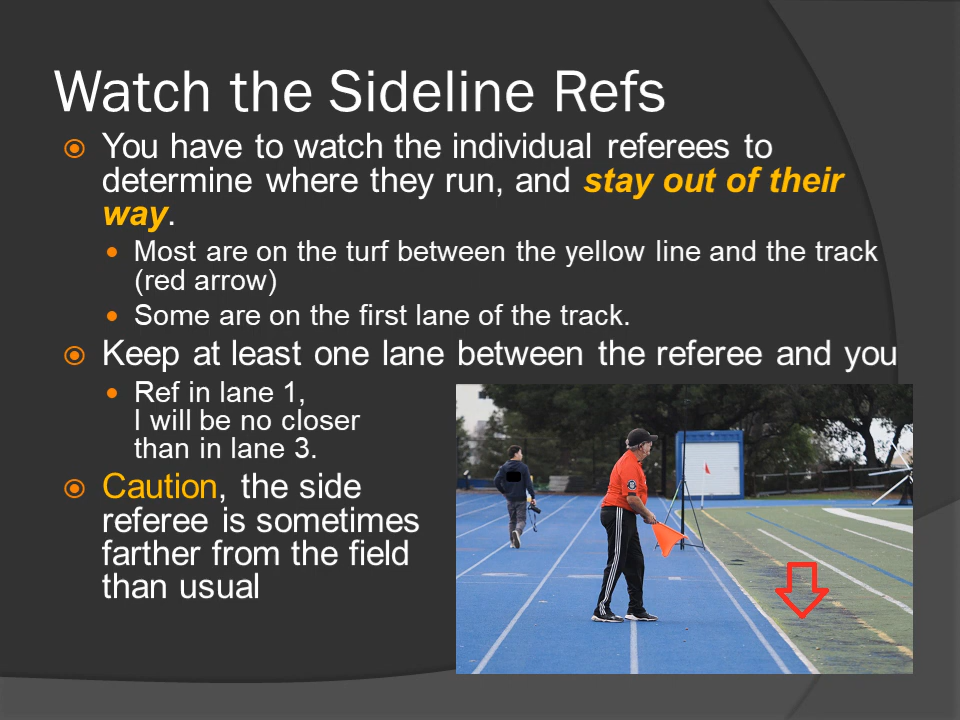 Watch the Sideline Refs
You have to watch the individual referees to
determine where they run, and stay out of their
way.
Most are on the turf between the yellow line and the track
(red arrow)
Some are on the first lane of the track.
Keep at least one lane between the referee and you
Ref in lane 1,
I will be no closer
than in lane 3.
Caution, the side
referee is sometimes
farther from the field
than usual